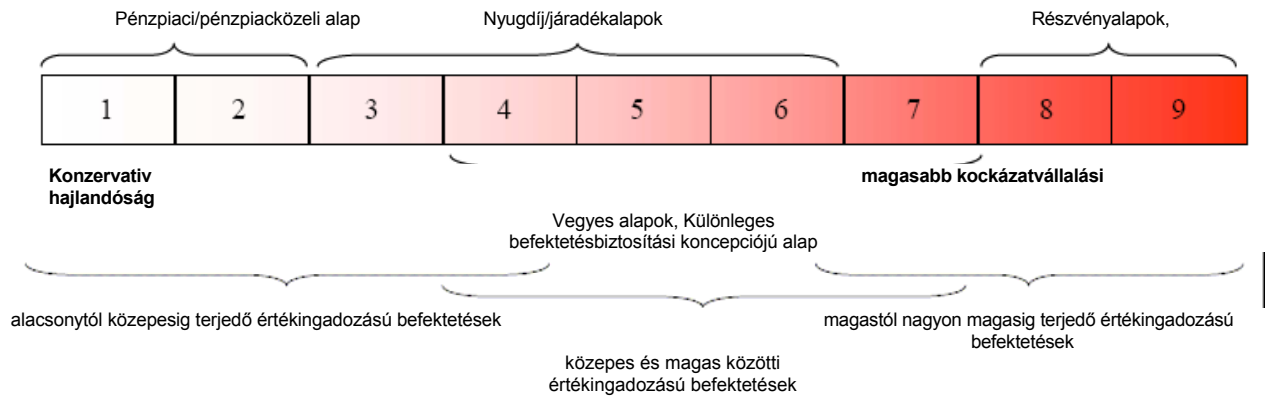 Pénzpiaci/pénzpiacközeli alap
Nyugdíj/járadékalapok
Részvényalapok,
1 2 3 4 5 6 7 8 9
Konzervativ
hajlandóság
magasabb kockázatvállalási
Vegyes alapok, Különleges
befektetésbiztosítási koncepciójú alap
alacsonytól közepesig terjedő értékingadozású befektetések
magastól nagyon magasig terjedő értékingadozású
befektetések
közepes és magas közötti
értékingadozású befektetések